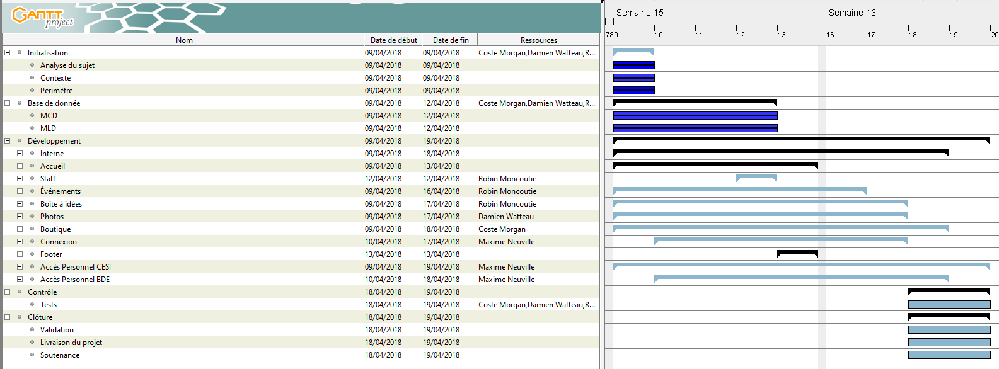 GANTT project
Semaine 15 Semaine 16
789 10 11 12 13 16 17 18 19 20
Nom Date de début Date de fin Ressources
Initialisation 09/04/2018 09/04/2018 Coste Morgan,Damien Watteau,R...
Analyse du sujet 09/04/2018 09/04/2018
Contexte 09/04/2018 09/04/2018
Périmètre 09/04/2018 09/04/2018
Base de donnée 09/04/2018 12/04/2018 Coste Morgan,Damien Watteau,R...
MCD 09/04/2018 12/04/2018
MLD 09/04/2018 12/04/2018
Développement 09/04/2018 19/04/2018
Interne 09/04/2018 18/04/2018
Accueil 09/04/2018 13/04/2018
Staff 12/04/2018 12/04/2018 Robin Moncoutie
Événements 09/04/2018 16/04/2018 Robin Moncoutie
Boite à idées 09/04/2018 17/04/2018 Robin Moncoutie
Photos 09/04/2018 17/04/2018 Damien Watteau
Boutique 09/04/2018 18/04/2018 Coste Morgan
Connexion 10/04/2018 17/04/2018 Maxime Neuville
Footer 13/04/2018 13/04/2018
Accès Personnel CESI 09/04/2018 19/04/2018 Maxime Neuville
Accès Personnel BDE 10/04/2018 18/04/2018 Maxime Neuville
Contrôle 18/04/2018 19/04/2018
Tests 18/04/2018 19/04/2018 Coste Morgan,Damien Watteau,R...
Clôture 18/04/2018 19/04/2018
Validation 18/04/2018 19/04/2018
Livraison du projet 18/04/2018 19/04/2018
Soutenance 18/04/2018 19/04/2018